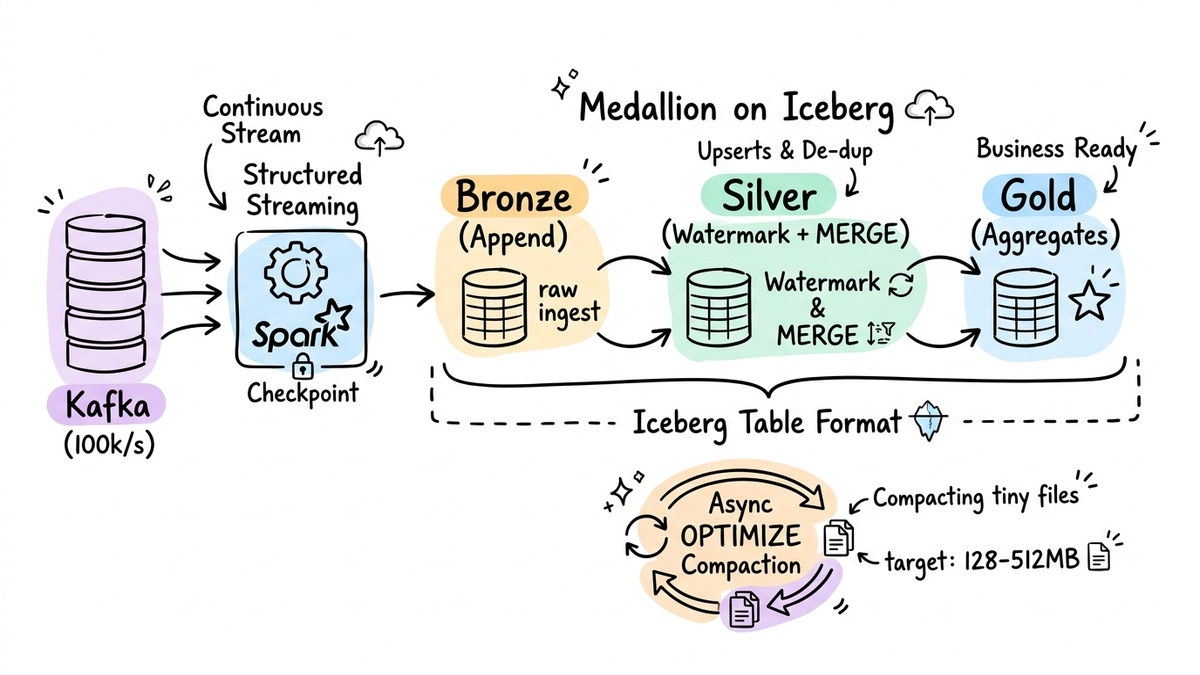 Continuous
Stream
Structured
Streaming
Spark
Checkpoint
Kafka
(100k/s)
Medallion on Iceberg
Bronze
(Append)
raw
ingest
Upserts & De-dup
Silver
(Watermark + MERGE)
Watermark
&
MERGE
Business Ready
Gold
(Aggregates)
Iceberg Table Format
Async
OPTIMIZE
Compaction
Compacting tiny files
target: 128-512MB